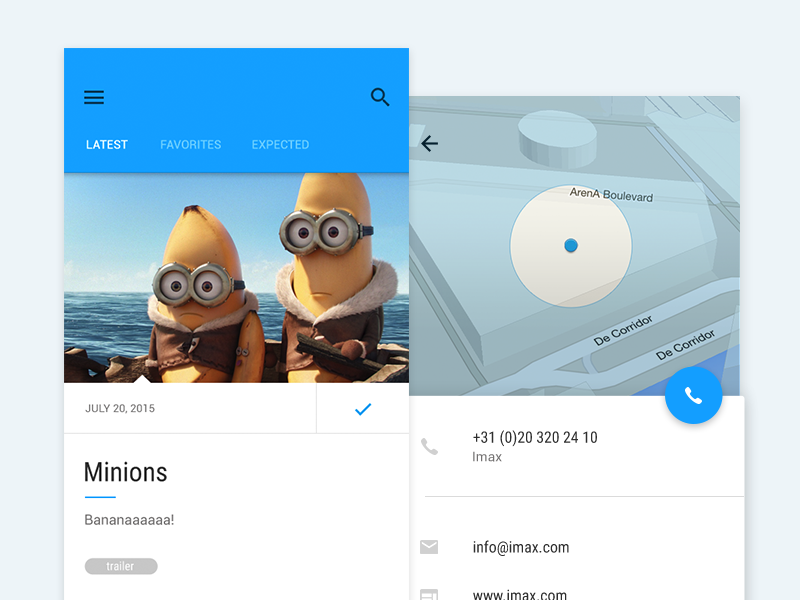 LATEST FAVORITES EXPECTED
JULY 20, 2015
Minions
Bananaaaaaa!
trailer
ArenA Boulevard
De Corridor
De Corridor
+31 (0)20 320 24 10
Imax
info@imax.com
www.imax.com